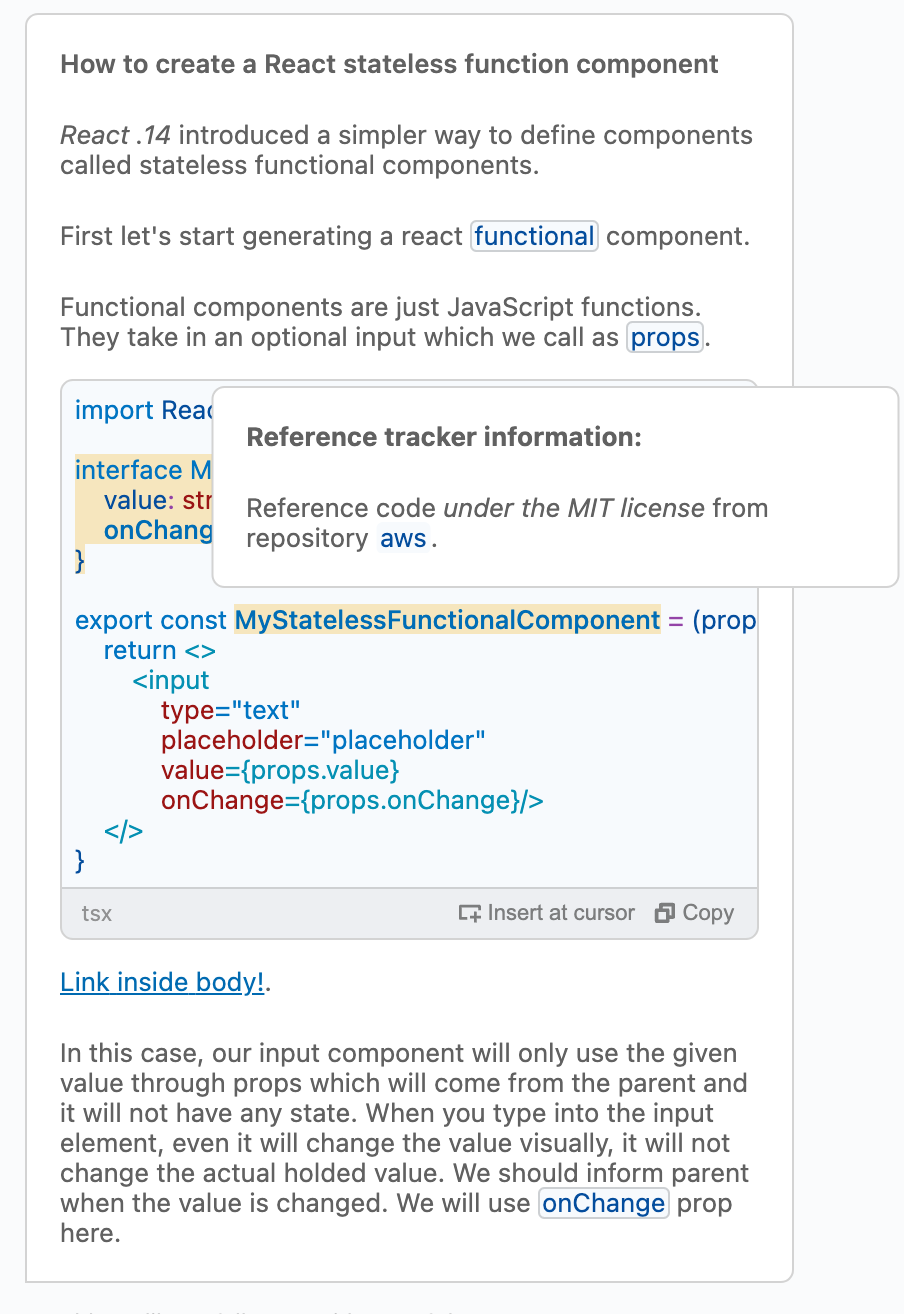 How to create a React stateless function component
React .14 introduced a simpler way to define components
called stateless functional components.
First let's start generating a react functional component.
Functional components are just JavaScript functions.
They take in an optional input which we call as props.
import Reac
Reference tracker information:
interface M
value: str
Reference code under the MIT license from
onChang
repository aws.
}
export const MyStatelessFunctionalComponent = (prop
return <>
<input
type="text"
placeholder="placeholder"
value={props.value}
onChange={props.onChange}/>
</>
}
tsx Insert at cursor Copy
Link inside body!.
In this case, our input component will only use the given
value through props which will come from the parent and
it will not have any state. When you type into the input
element, even it will change the value visually, it will not
change the actual holded value. We should inform parent
when the value is changed. We will use onChange prop
here.